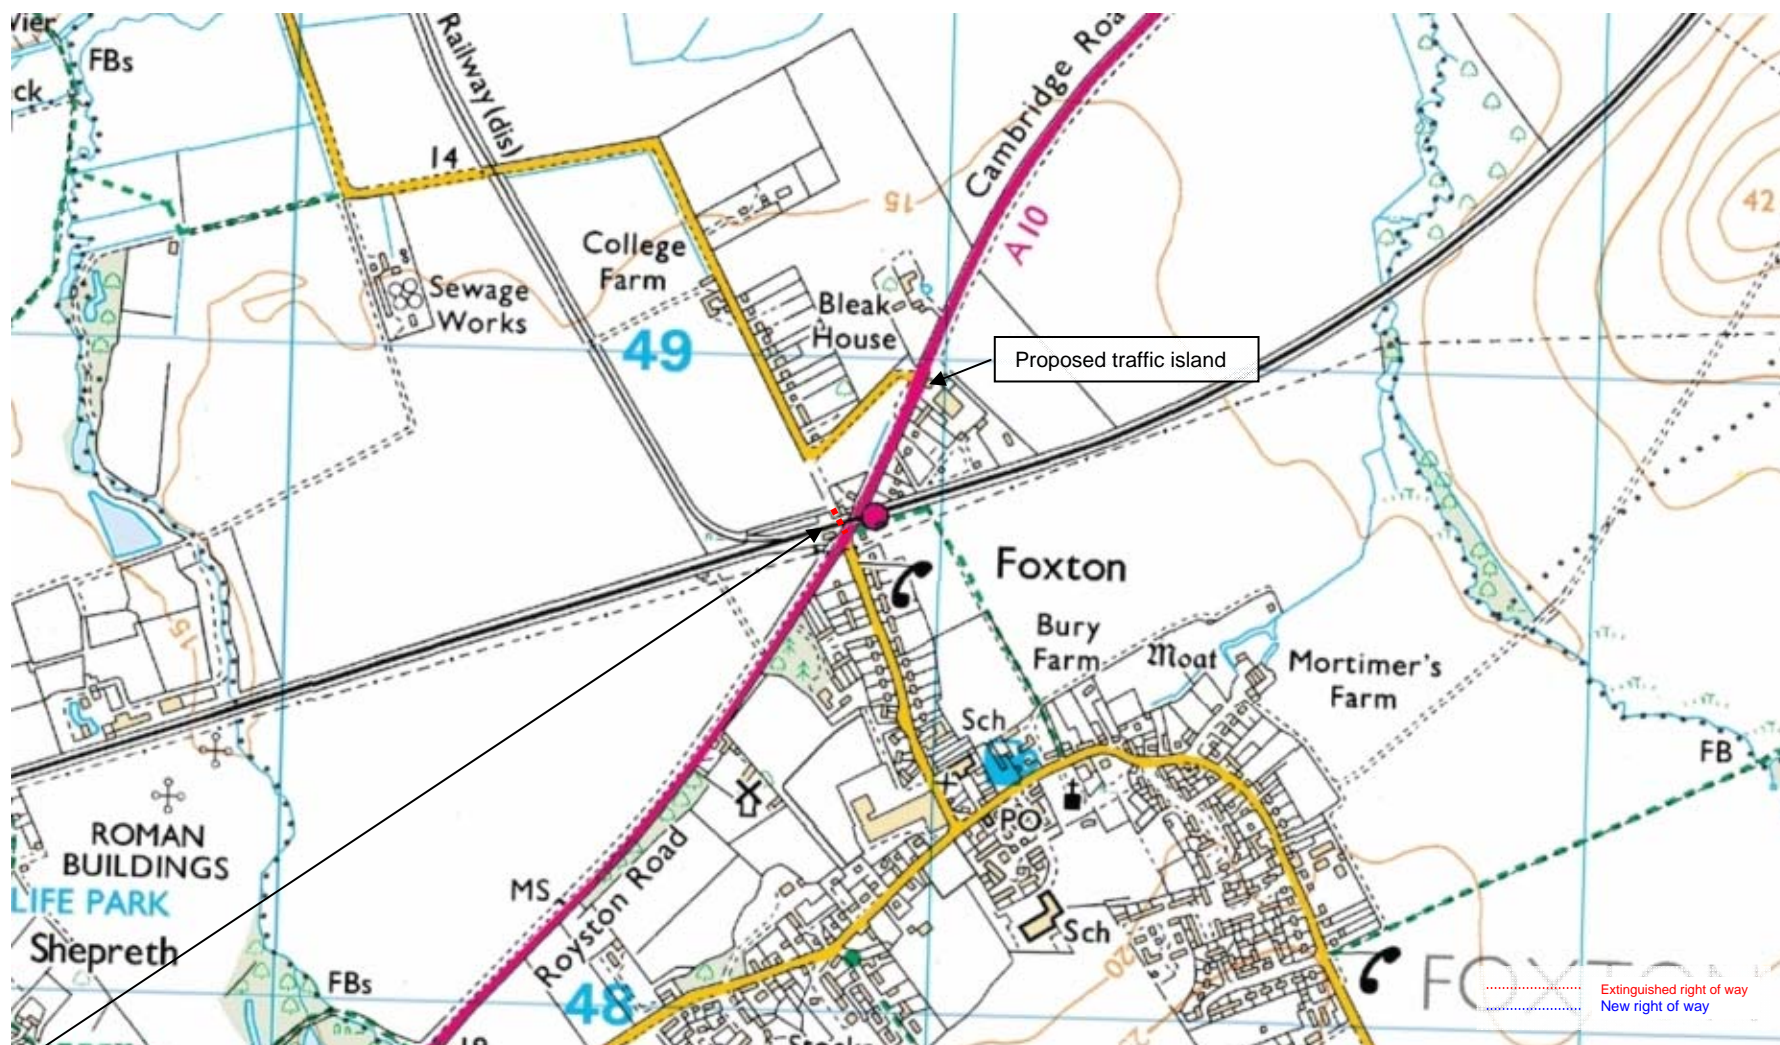 FBs
ck
Railway (dis)
14
Cambridge
15
A10
42
College
Farm
Sewage
Works
Bleak
House
49
Proposed traffic island
Foxton
Bury
Farm
Moat
Mortimer's
Farm
15
Sch
FB
PO
ROMAN
BUILDINGS
LIFE PARK
MS
Royston Road
Sch
Shepreth
FBs
20
48
FOXTON
Extinguished right of way
New right of way